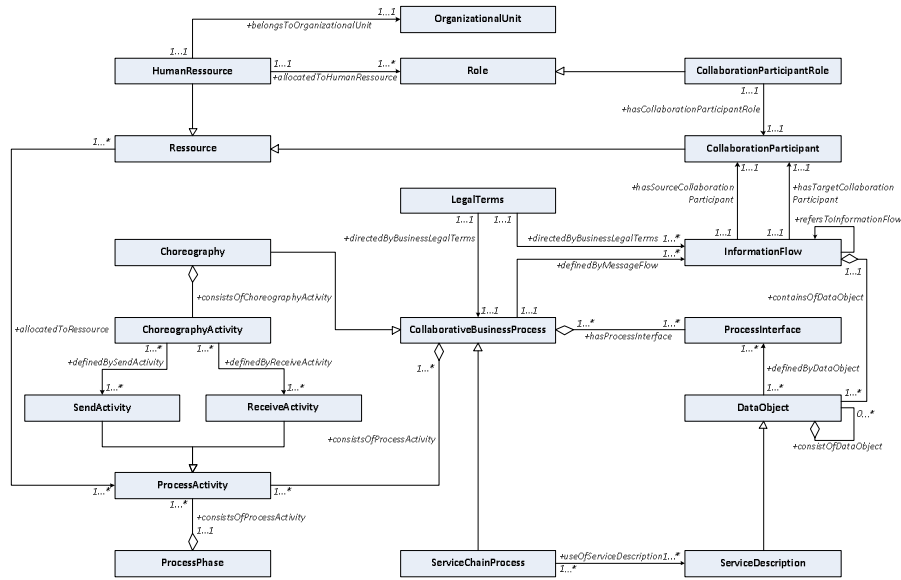 OrganizationalUnit
1...1
+belongsToOrganizationalUnit
1...1
HumanRessource
1...1
1...*
+allocatedToHumanRessource
Role
CollaborationParticipantRole
1...1
+hasCollaborationParticipantRole
1...1
1...*
Ressource
CollaborationParticipant
1...1
1...1
+hasSourceCollaboration
Participant
+hasTargetCollaboration
Participant
LegalTerms
1...1
1...1
+refersToInformationFlow
1...1
1...1
+directedByBusinessLegalTerms
+directedByBusinessLegalTerms
1...*
Choreography
InformationFlow
1...*
+definedByMessageFlow
1...1
+consistsOfChoreographyActivity
+containsOfDataObject
1...1
1...1
+allocatedToRessource
ChoreographyActivity
CollaborativeBusinessProcess
1...*
1...*
+hasProcessInterface
ProcessInterface
1...*
1...*
1...*
+definedBySendActivity
+definedByReceiveActivity
1...*
+definedByDataObject
1...*
1...*
1...*
1...*
SendActivity
ReceiveActivity
DataObject
0...*
+consistsOfProcessActivity
+consistOfDataObject
ProcessActivity
1...*
1...*
1...*
+consistsOfProcessActivity
1...1
ProcessPhase
ServiceChainProcess
+useOfServiceDescription
1...*
1...*
ServiceDescription